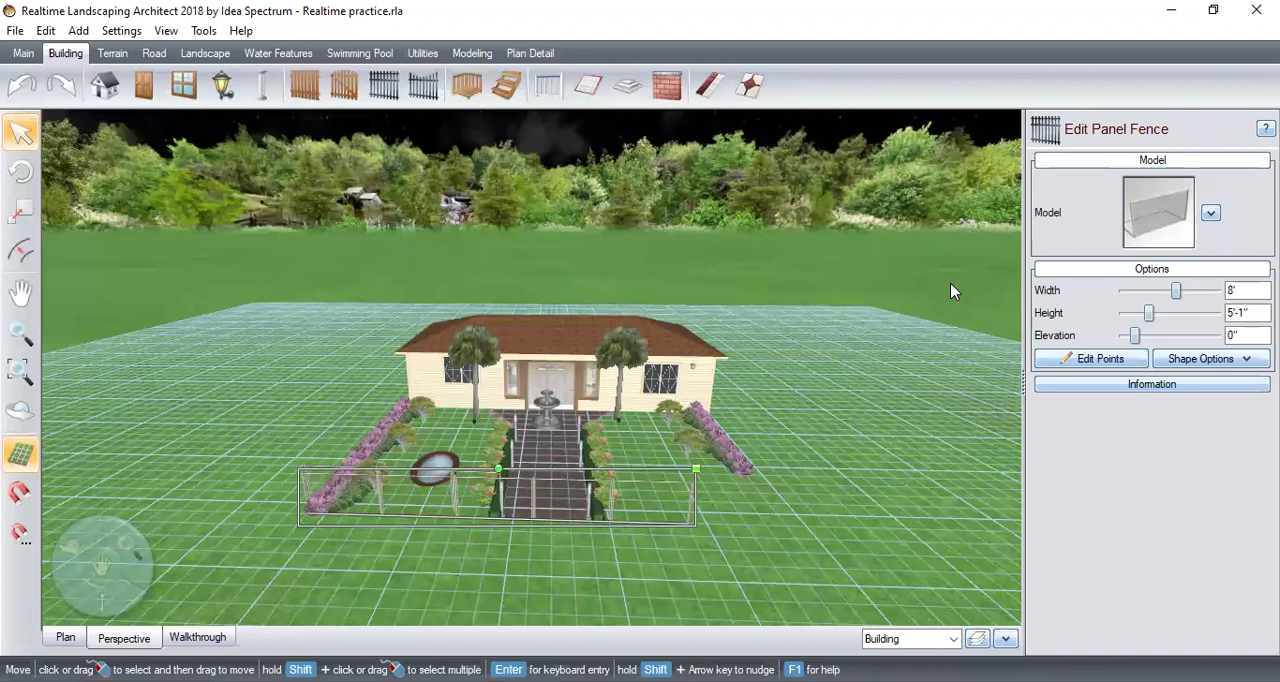 Realtime Landscaping Architect 2018 by Idea Spectrum - Realtime practice.rla
File Edit Add Settings View Tools Help
Main Building Terrain Road Landscape Water Features Swimming Pool Utilities Modeling Plan Detail
Edit Panel Fence ?
Model
Model
Options
Width 8'
Height 5'-1"
Elevation 0"
Edit Points Shape Options
Information
Plan Perspective Walkthrough Building
Move click or drag to select and then drag to move hold Shift + click or drag to select multiple Enter for keyboard entry hold Shift + Arrow key to nudge F1 for help